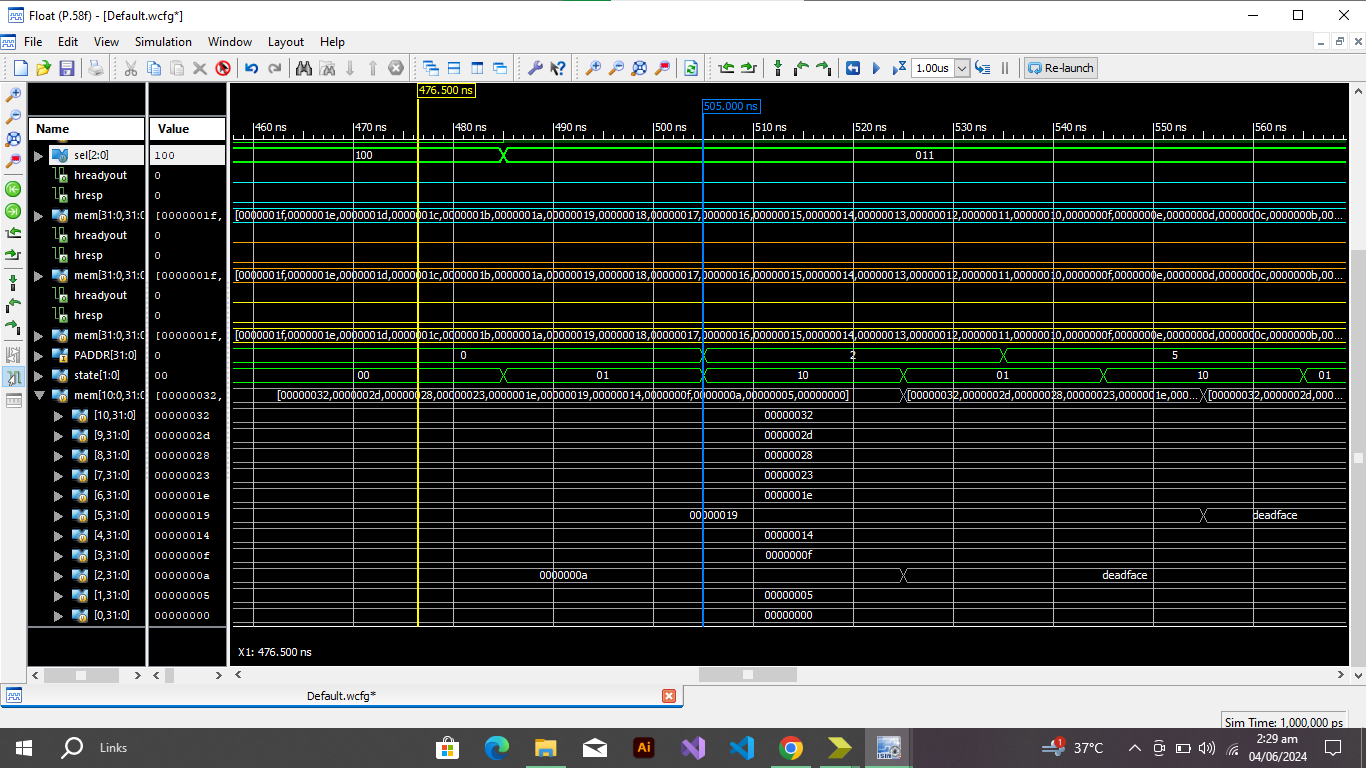 Float (P.58f) - [Default.wcfg*]
File Edit View Simulation Window Layout Help
1.00us Re-launch
476.500 ns
505.000 ns
Name Value
460 ns 470 ns 480 ns 490 ns 500 ns 510 ns 520 ns 530 ns 540 ns 550 ns 560 ns
sel[2:0] 100 100 011
hreadyout 0
hresp 0
mem[31:0,31:0 [0000001f, [0000001f,0000001e,0000001d,0000001c,0000001b,0000001a,00000019,00000018,00000017,00000016,00000015,00000014,00000013,00000012,00000011,00000010,0000000f,0000000e,0000000d,0000000c,0000000b,00...
hreadyout 0
hresp 0
mem[31:0,31:0 [0000001f, [0000001f,0000001e,0000001d,0000001c,0000001b,0000001a,00000019,00000018,00000017,00000016,00000015,00000014,00000013,00000012,00000011,00000010,0000000f,0000000e,0000000d,0000000c,0000000b,00...
hreadyout 0
hresp 0
mem[31:0,31:0 [0000001f, [0000001f,0000001e,0000001d,0000001c,0000001b,0000001a,00000019,00000018,00000017,00000016,00000015,00000014,00000013,00000012,00000011,00000010,0000000f,0000000e,0000000d,0000000c,0000000b,00...
PADDR[31:0] 0 0 2 5
state[1:0] 00 00 01 10 01 10 01
mem[10:0,31:0 [00000032, [00000032,0000002d,00000028,00000023,0000001e,00000019,00000014,0000000f,0000000a,00000005,00000000] [00000032,0000002d,00000028,00000023,0000001e,000... [00000032,0000002d,000...
[10,31:0] 00000032 00000032
[9,31:0] 0000002d 0000002d
[8,31:0] 00000028 00000028
[7,31:0] 00000023 00000023
[6,31:0] 0000001e 0000001e
[5,31:0] 00000019 00000019 deadface
[4,31:0] 00000014 00000014
[3,31:0] 0000000f 0000000f
[2,31:0] 0000000a 0000000a deadface
[1,31:0] 00000005 00000005
[0,31:0] 00000000 00000000
X1: 476.500 ns
Default.wcfg*
Sim Time: 1,000,000 ps
Links
Ai
1
37°C
2:29 am
04/06/2024